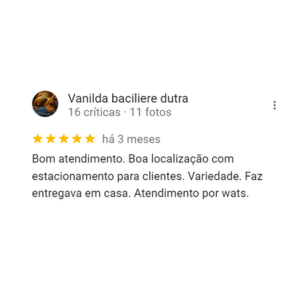 Vanilda baciliere dutra
16 críticas · 11 fotos
★★★★★ há 3 meses
Bom atendimento. Boa localização com
estacionamento para clientes. Variedade. Faz
entregava em casa. Atendimento por wats.